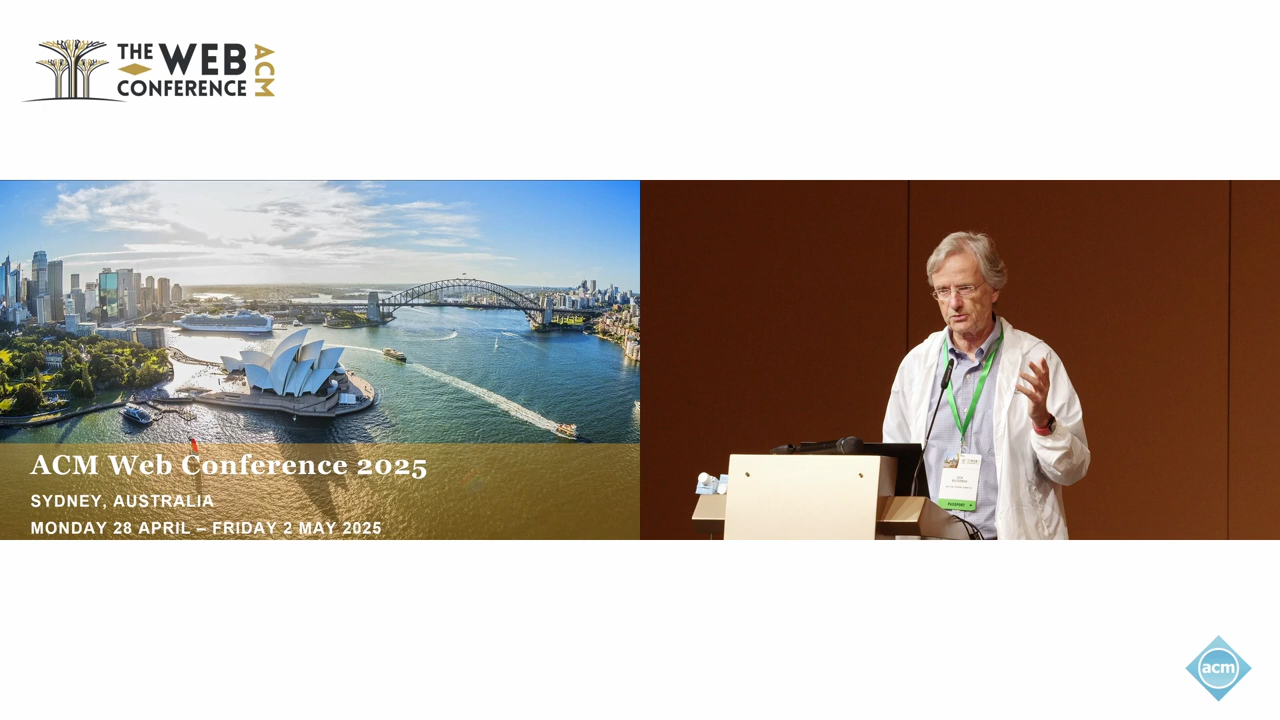 THE WEB
CONFERENCE
ACM
ACM Web Conference 2025
SYDNEY, AUSTRALIA
MONDAY 28 APRIL – FRIDAY 2 MAY 2025
acm